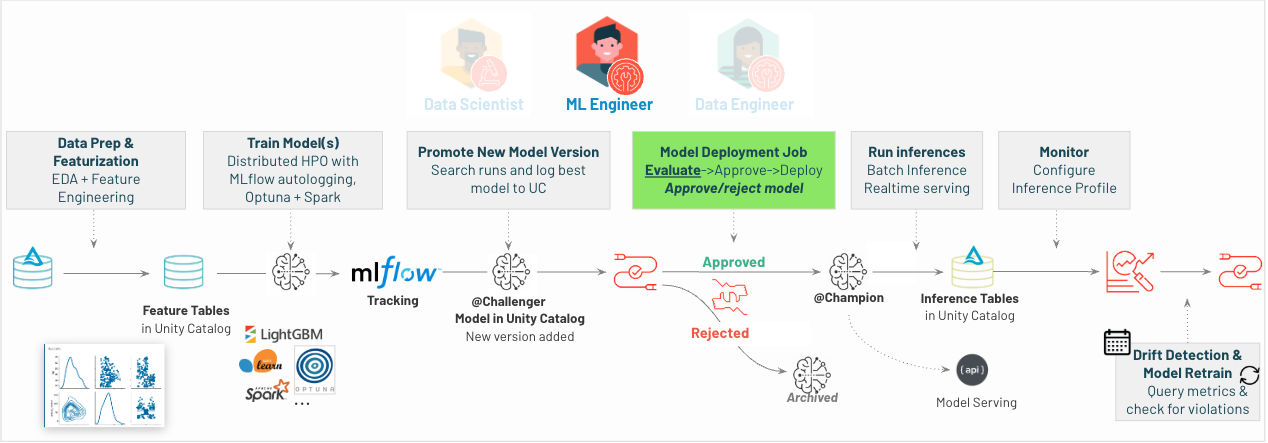 Data Scientist
ML Engineer
Data Engineer
Data Prep &
Featurization
EDA + Feature
Engineering
Train Model(s)
Distributed HPO with
MLflow autologging,
Optuna + Spark
Promote New Model Version
Search runs and log best
model to UC
Model Deployment Job
Evaluate->Approve->Deploy
Approve/reject model
Run inferences
Batch Inference
Realtime serving
Monitor
Configure
Inference Profile
Feature Tables
in Unity Catalog
mlflow
Tracking
@Challenger
Model in Unity Catalog
New version added
Approved
Rejected
@Champion
Archived
Inference Tables
in Unity Catalog
{api}
Model Serving
Drift Detection &
Model Retrain
Query metrics &
check for violations
LightGBM
learn
OPTUNA
APACHE
Spark
...